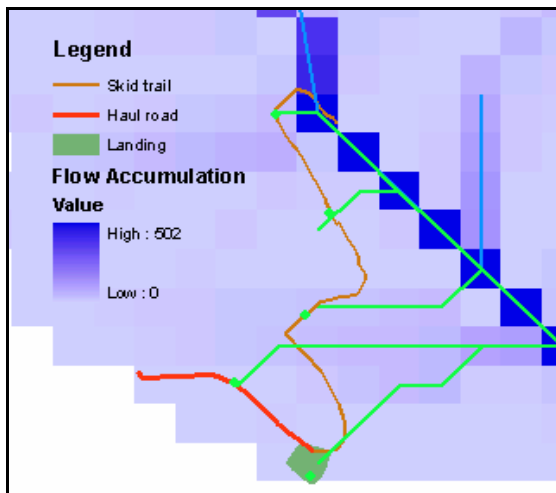 Legend
Skid trail
Haul road
Landing
Flow Accumulation
Value
High : 502
Low : 0